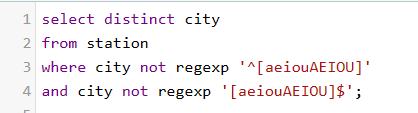 1 select distinct city
2 from station
3 where city not regexp '^[aeiouAEIOU]'
4 and city not regexp '[aeiouAEIOU]$';